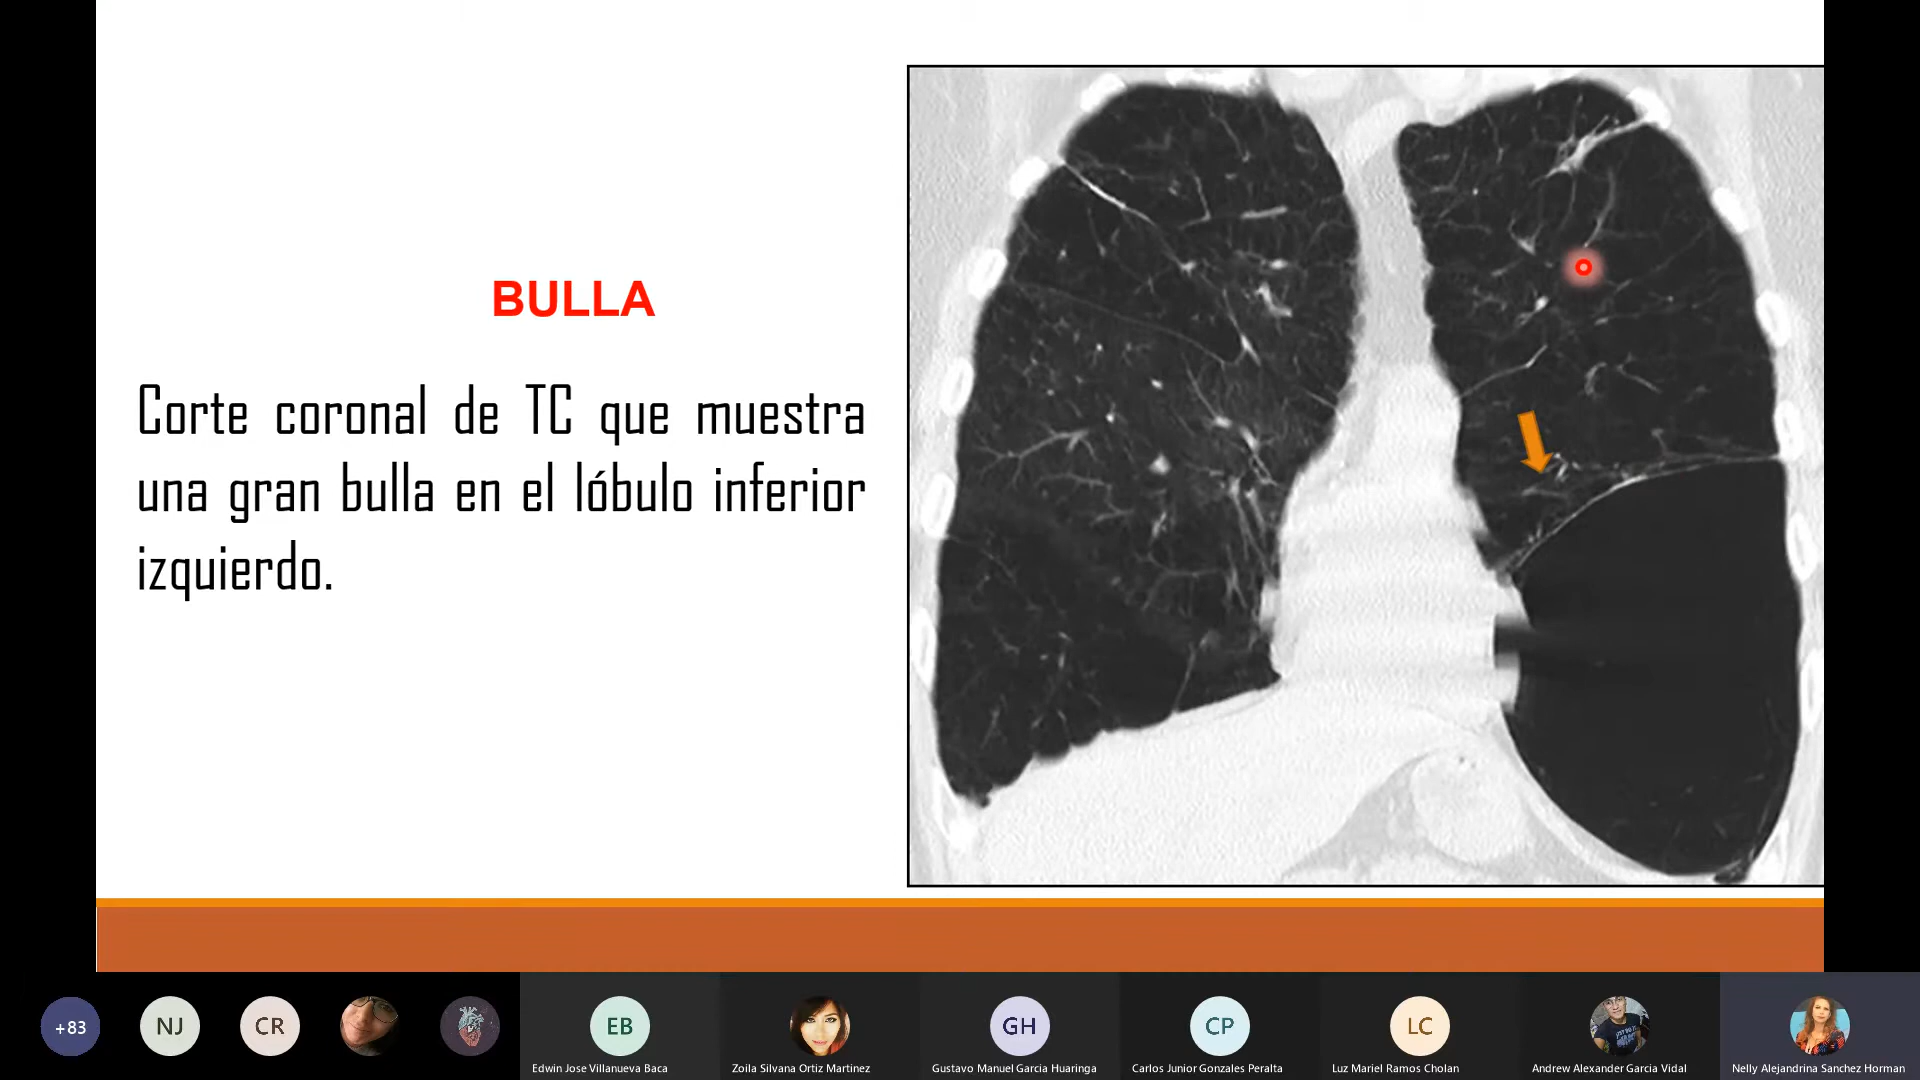 BULLA
Corte coronal de TC que muestra
una gran bulla en el lóbulo inferior
izquierdo.
+83
NJ
CR
EB
GH
CP
LC
Edwin Jose Villanueva Baca
Zoila Silvana Ortiz Martinez
Gustavo Manuel Garcia Huaringa
Carlos Junior Gonzales Peralta
Luz Mariel Ramos Cholan
Andrew Alexander Garcia Vidal
Nelly Alejandrina Sanchez Horman